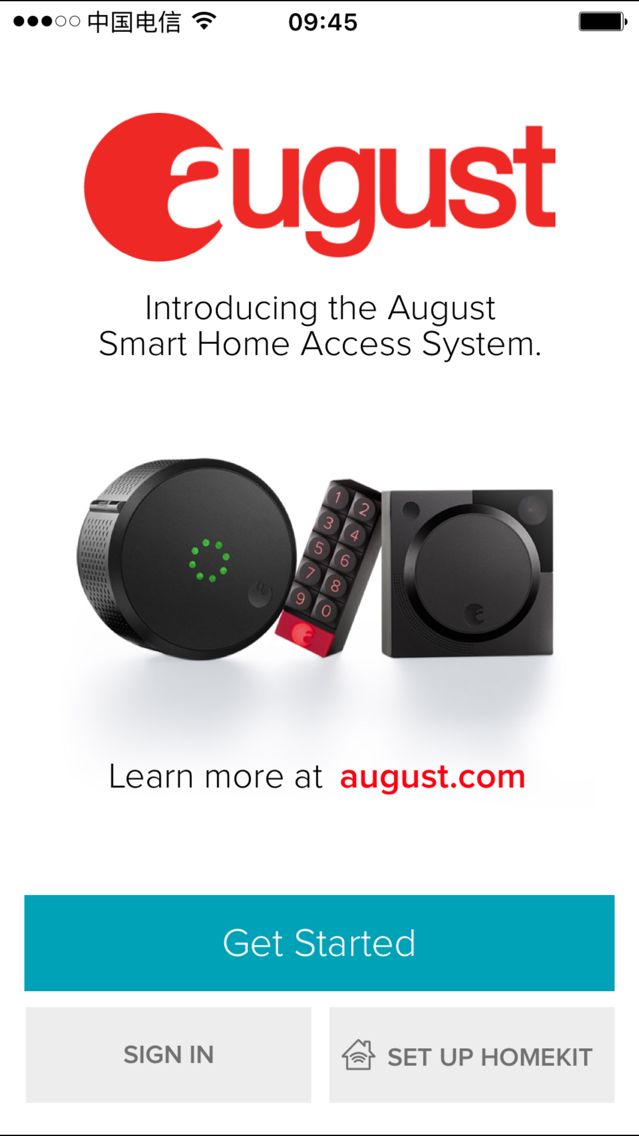 中国电信
09:45
august
Introducing the August
Smart Home Access System.
1 2
3 4
5 6
7 8
9 0
Learn more at august.com
Get Started
SIGN IN
SET UP HOMEKIT